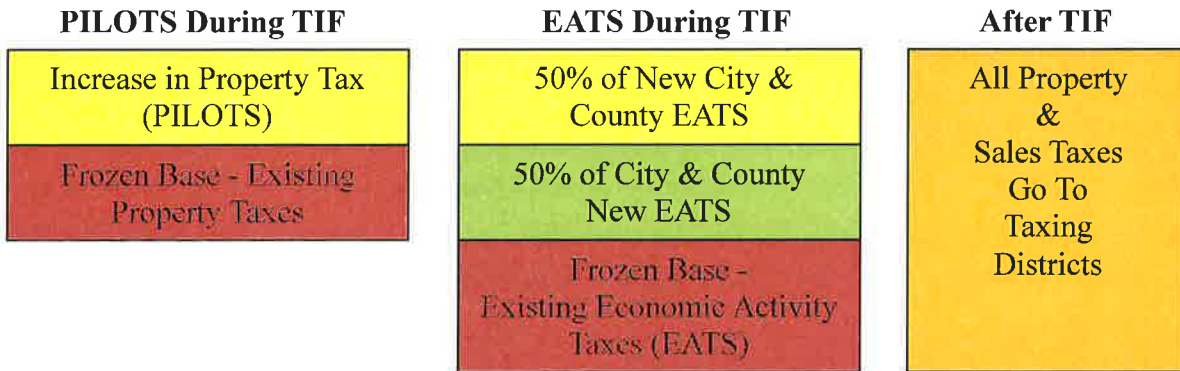 PILOTS During TIF
Increase in Property Tax
(PILOTS)
Frozen Base - Existing
Property Taxes
EATS During TIF
50% of New City &
County EATS
50% of City & County
New EATS
Frozen Base -
Existing Economic Activity
Taxes (EATS)
After TIF
All Property
&
Sales Taxes
Go To
Taxing
Districts